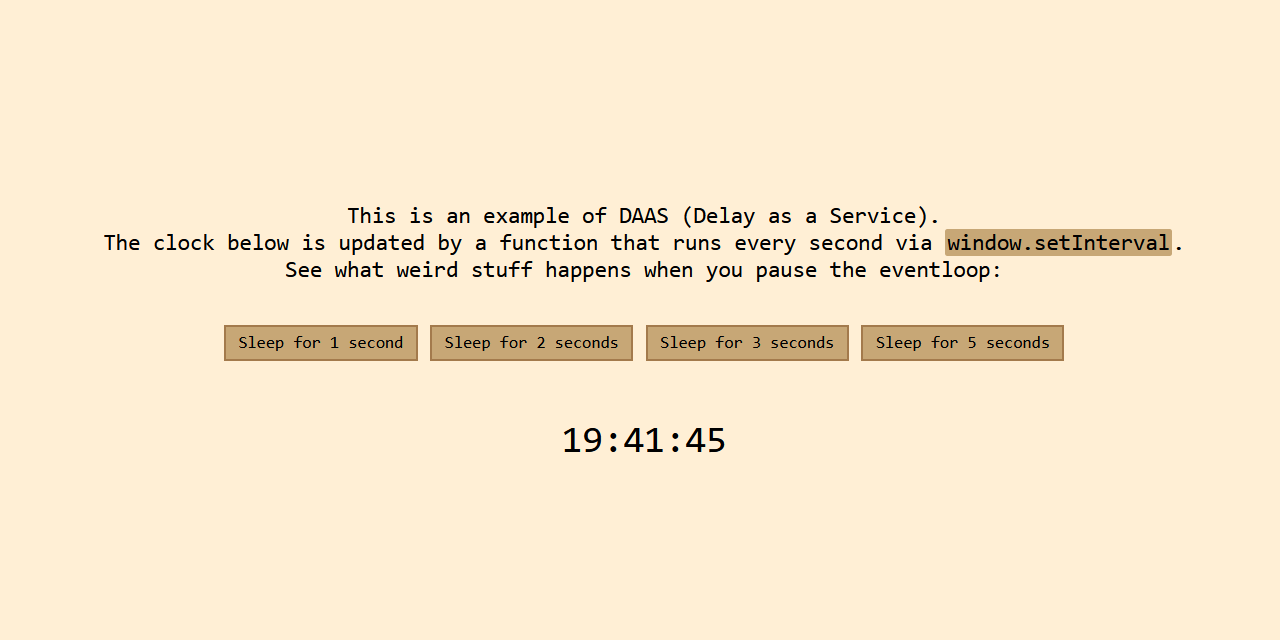 This is an example of DAAS (Delay as a Service).
The clock below is updated by a function that runs every second via window.setInterval.
See what weird stuff happens when you pause the eventloop:
Sleep for 1 second Sleep for 2 seconds Sleep for 3 seconds Sleep for 5 seconds
19:41:45